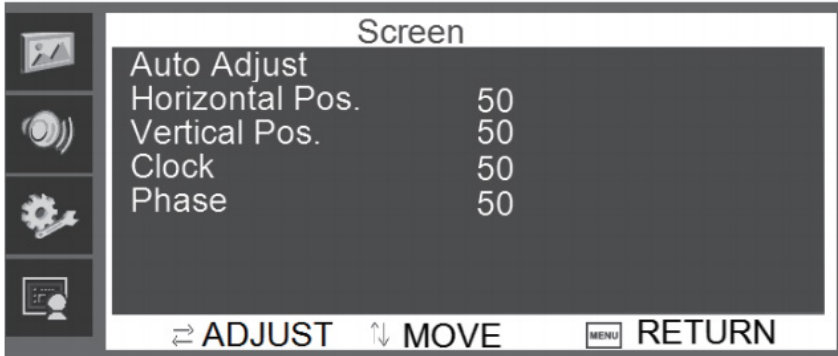 Screen
Auto Adjust
Horizontal Pos. 50
Vertical Pos. 50
Clock 50
Phase 50
ADJUST MOVE MENU RETURN